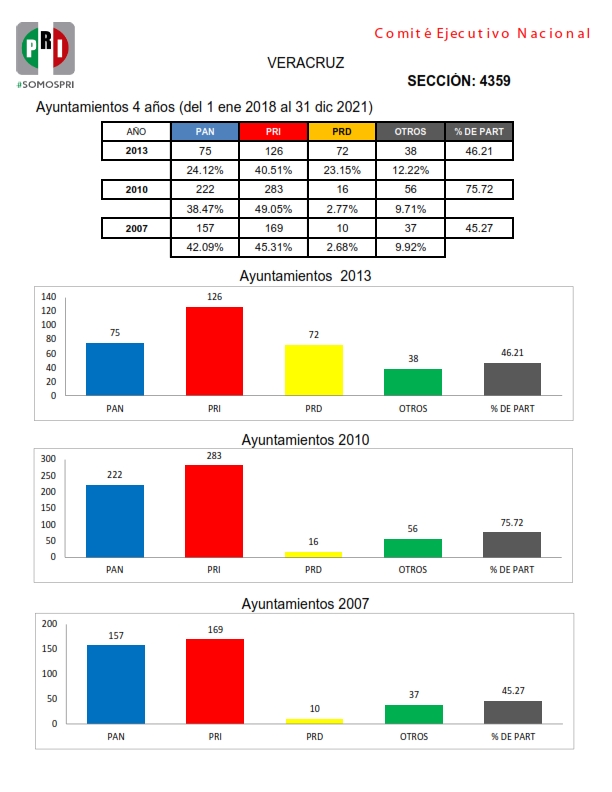 PRI
#SOMOSPRI
Comité Ejecutivo Nacional
VERACRUZ
SECCIÓN: 4359
Ayuntamientos 4 años (del 1 ene 2018 al 31 dic 2021)
AÑO PAN PRI PRD OTROS % DE PART
2013 75 126 72 38 46.21
24.12% 40.51% 23.15% 12.22%
2010 222 283 16 56 75.72
38.47% 49.05% 2.77% 9.71%
2007 157 169 10 37 45.27
42.09% 45.31% 2.68% 9.92%
Ayuntamientos 2013
140
120
100
80
60
40
20
0
75 126 72 38 46.21
PAN PRI PRD OTROS % DE PART
Ayuntamientos 2010
300
250
200
150
100
50
0
222 283 16 56 75.72
PAN PRI PRD OTROS % DE PART
Ayuntamientos 2007
200
150
100
50
0
157 169 10 37 45.27
PAN PRI PRD OTROS % DE PART